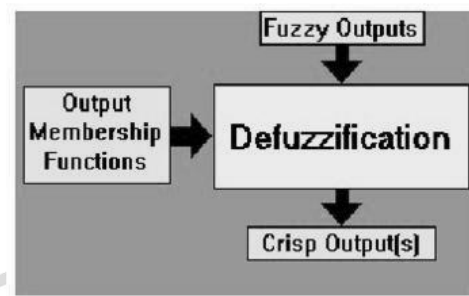 Fuzzy Outputs
Output
Membership
Functions
Defuzzification
Crisp Output(s)